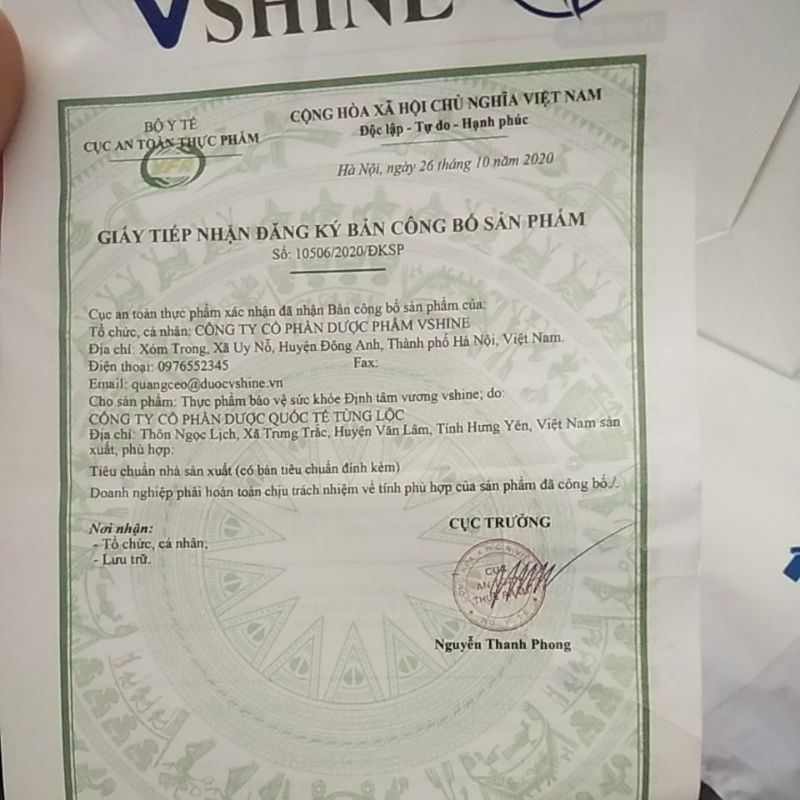 VSHINE
BỘ Y TẾ
CỤC AN TOÀN THỰC PHẨM
VFA
CỘNG HÒA XÃ HỘI CHỦ NGHĨA VIỆT NAM
Độc lập - Tự do - Hạnh phúc
Hà Nội, ngày 26 tháng 10 năm 2020
GIẤY TIẾP NHẬN ĐĂNG KÝ BẢN CÔNG BỐ SẢN PHẨM
Số: 10506/2020/ĐKSP
Cục an toàn thực phẩm xác nhận đã nhận Bản công bố sản phẩm của:
Tổ chức, cá nhân: CÔNG TY CỔ PHẦN DƯỢC PHẨM VSHINE
Địa chỉ: Xóm Trong, Xã Uy Nỗ, Huyện Đông Anh, Thành phố Hà Nội, Việt Nam.
Điện thoại: 0976552345 Fax:
Email: quangceo@duocvshine.vn
Cho sản phẩm: Thực phẩm bảo vệ sức khỏe Định tâm vương vshine; do:
CÔNG TY CỔ PHẦN DƯỢC QUỐC TẾ TÙNG LỘC
Địa chỉ: Thôn Ngọc Lịch, Xã Trưng Trắc, Huyện Văn Lâm, Tỉnh Hưng Yên, Việt Nam sản
xuất, phù hợp:
Tiêu chuẩn nhà sản xuất (có bản tiêu chuẩn đính kèm)
Doanh nghiệp phải hoàn toàn chịu trách nhiệm về tính phù hợp của sản phẩm đã công bố./.
Nơi nhận:
- Tổ chức, cá nhân;
- Lưu trữ.
CỤC TRƯỞNG
CỤC
AN TOÀN
THỰC PHẨM
Nguyễn Thanh Phong